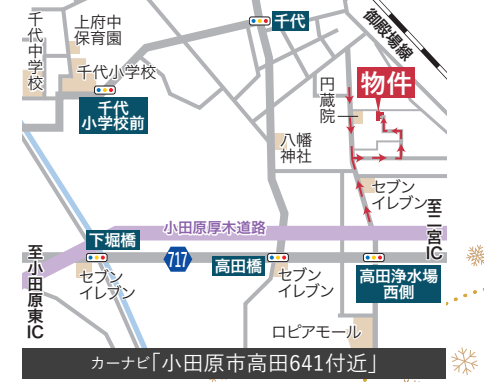 千代中学校
上府中
保育園
千代
御殿場線
千代小学校
千代
小学校前
円蔵院
物件
八幡
神社
セブン
イレブン
至二宮IC
小田原厚木道路
下堀橋
717
高田橋
至小田原東IC
セブン
イレブン
セブン
イレブン
高田浄水場
西側
ロピアモール
カーナビ「小田原市高田641付近」